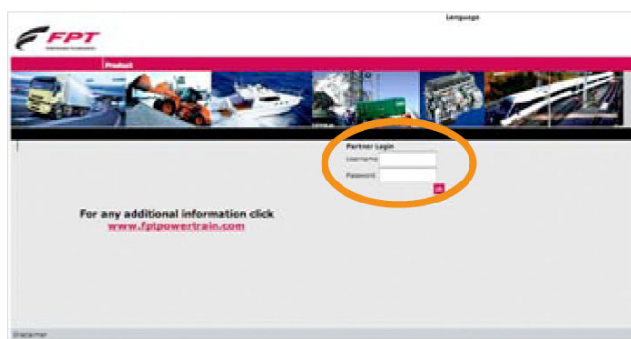 Language
FPT
Product
Partner Login
Username
Password
ok
For any additional information click
www.fptpowertrain.com
Disclaimer